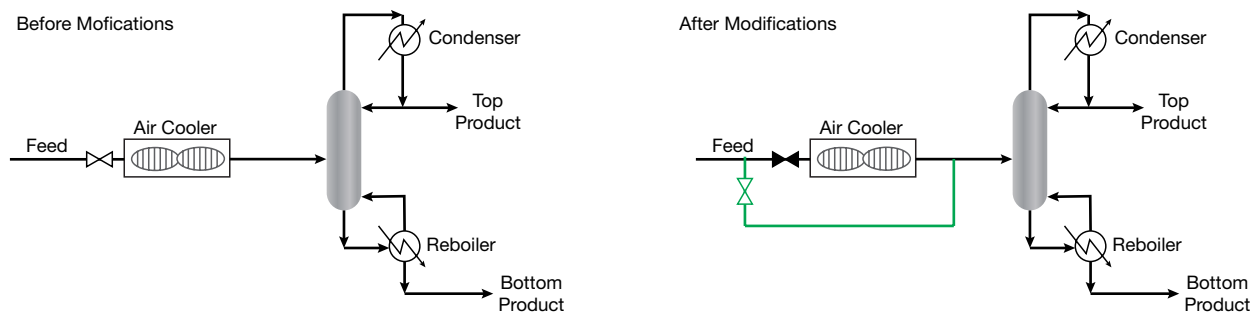 Before Mofications
Condenser
Top
Product
Air Cooler
Feed
Reboiler
Bottom
Product
After Modifications
Condenser
Top
Product
Air Cooler
Feed
Reboiler
Bottom
Product